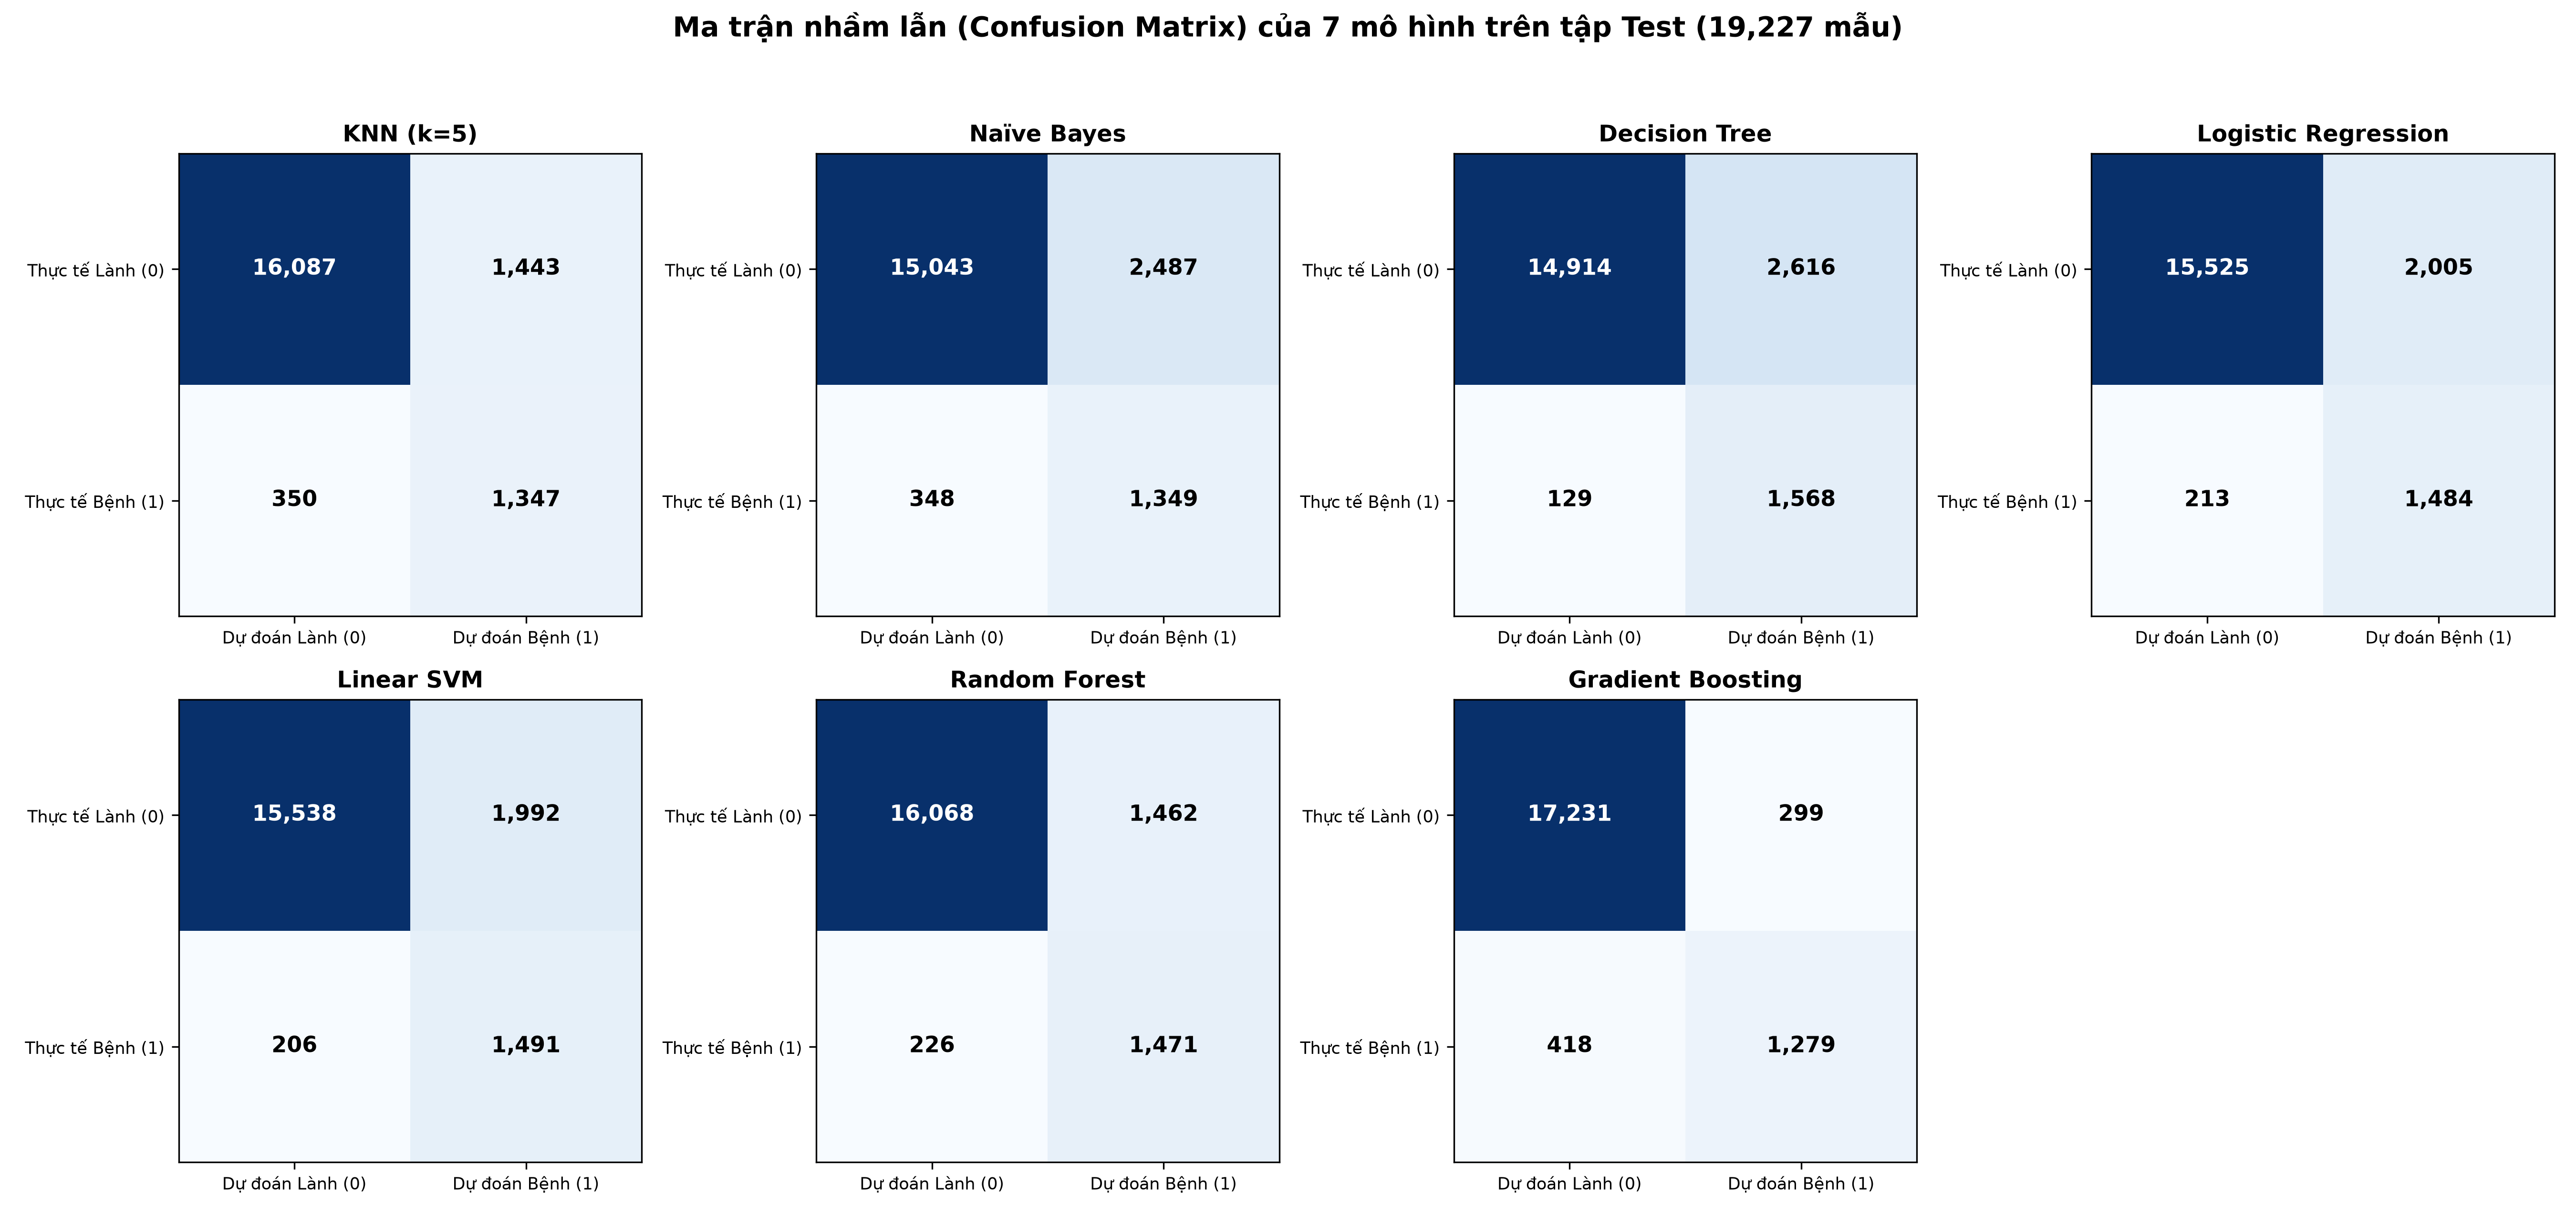 Ma trận nhầm lẫn (Confusion Matrix) của 7 mô hình trên tập Test (19,227 mẫu)
KNN (k=5)
Thực tế Lành (0)
16,087
1,443
Thực tế Bệnh (1)
350
1,347
Dự đoán Lành (0)
Dự đoán Bệnh (1)
Naïve Bayes
Thực tế Lành (0)
15,043
2,487
Thực tế Bệnh (1)
348
1,349
Dự đoán Lành (0)
Dự đoán Bệnh (1)
Decision Tree
Thực tế Lành (0)
14,914
2,616
Thực tế Bệnh (1)
129
1,568
Dự đoán Lành (0)
Dự đoán Bệnh (1)
Logistic Regression
Thực tế Lành (0)
15,525
2,005
Thực tế Bệnh (1)
213
1,484
Dự đoán Lành (0)
Dự đoán Bệnh (1)
Linear SVM
Thực tế Lành (0)
15,538
1,992
Thực tế Bệnh (1)
206
1,491
Dự đoán Lành (0)
Dự đoán Bệnh (1)
Random Forest
Thực tế Lành (0)
16,068
1,462
Thực tế Bệnh (1)
226
1,471
Dự đoán Lành (0)
Dự đoán Bệnh (1)
Gradient Boosting
Thực tế Lành (0)
17,231
299
Thực tế Bệnh (1)
418
1,279
Dự đoán Lành (0)
Dự đoán Bệnh (1)